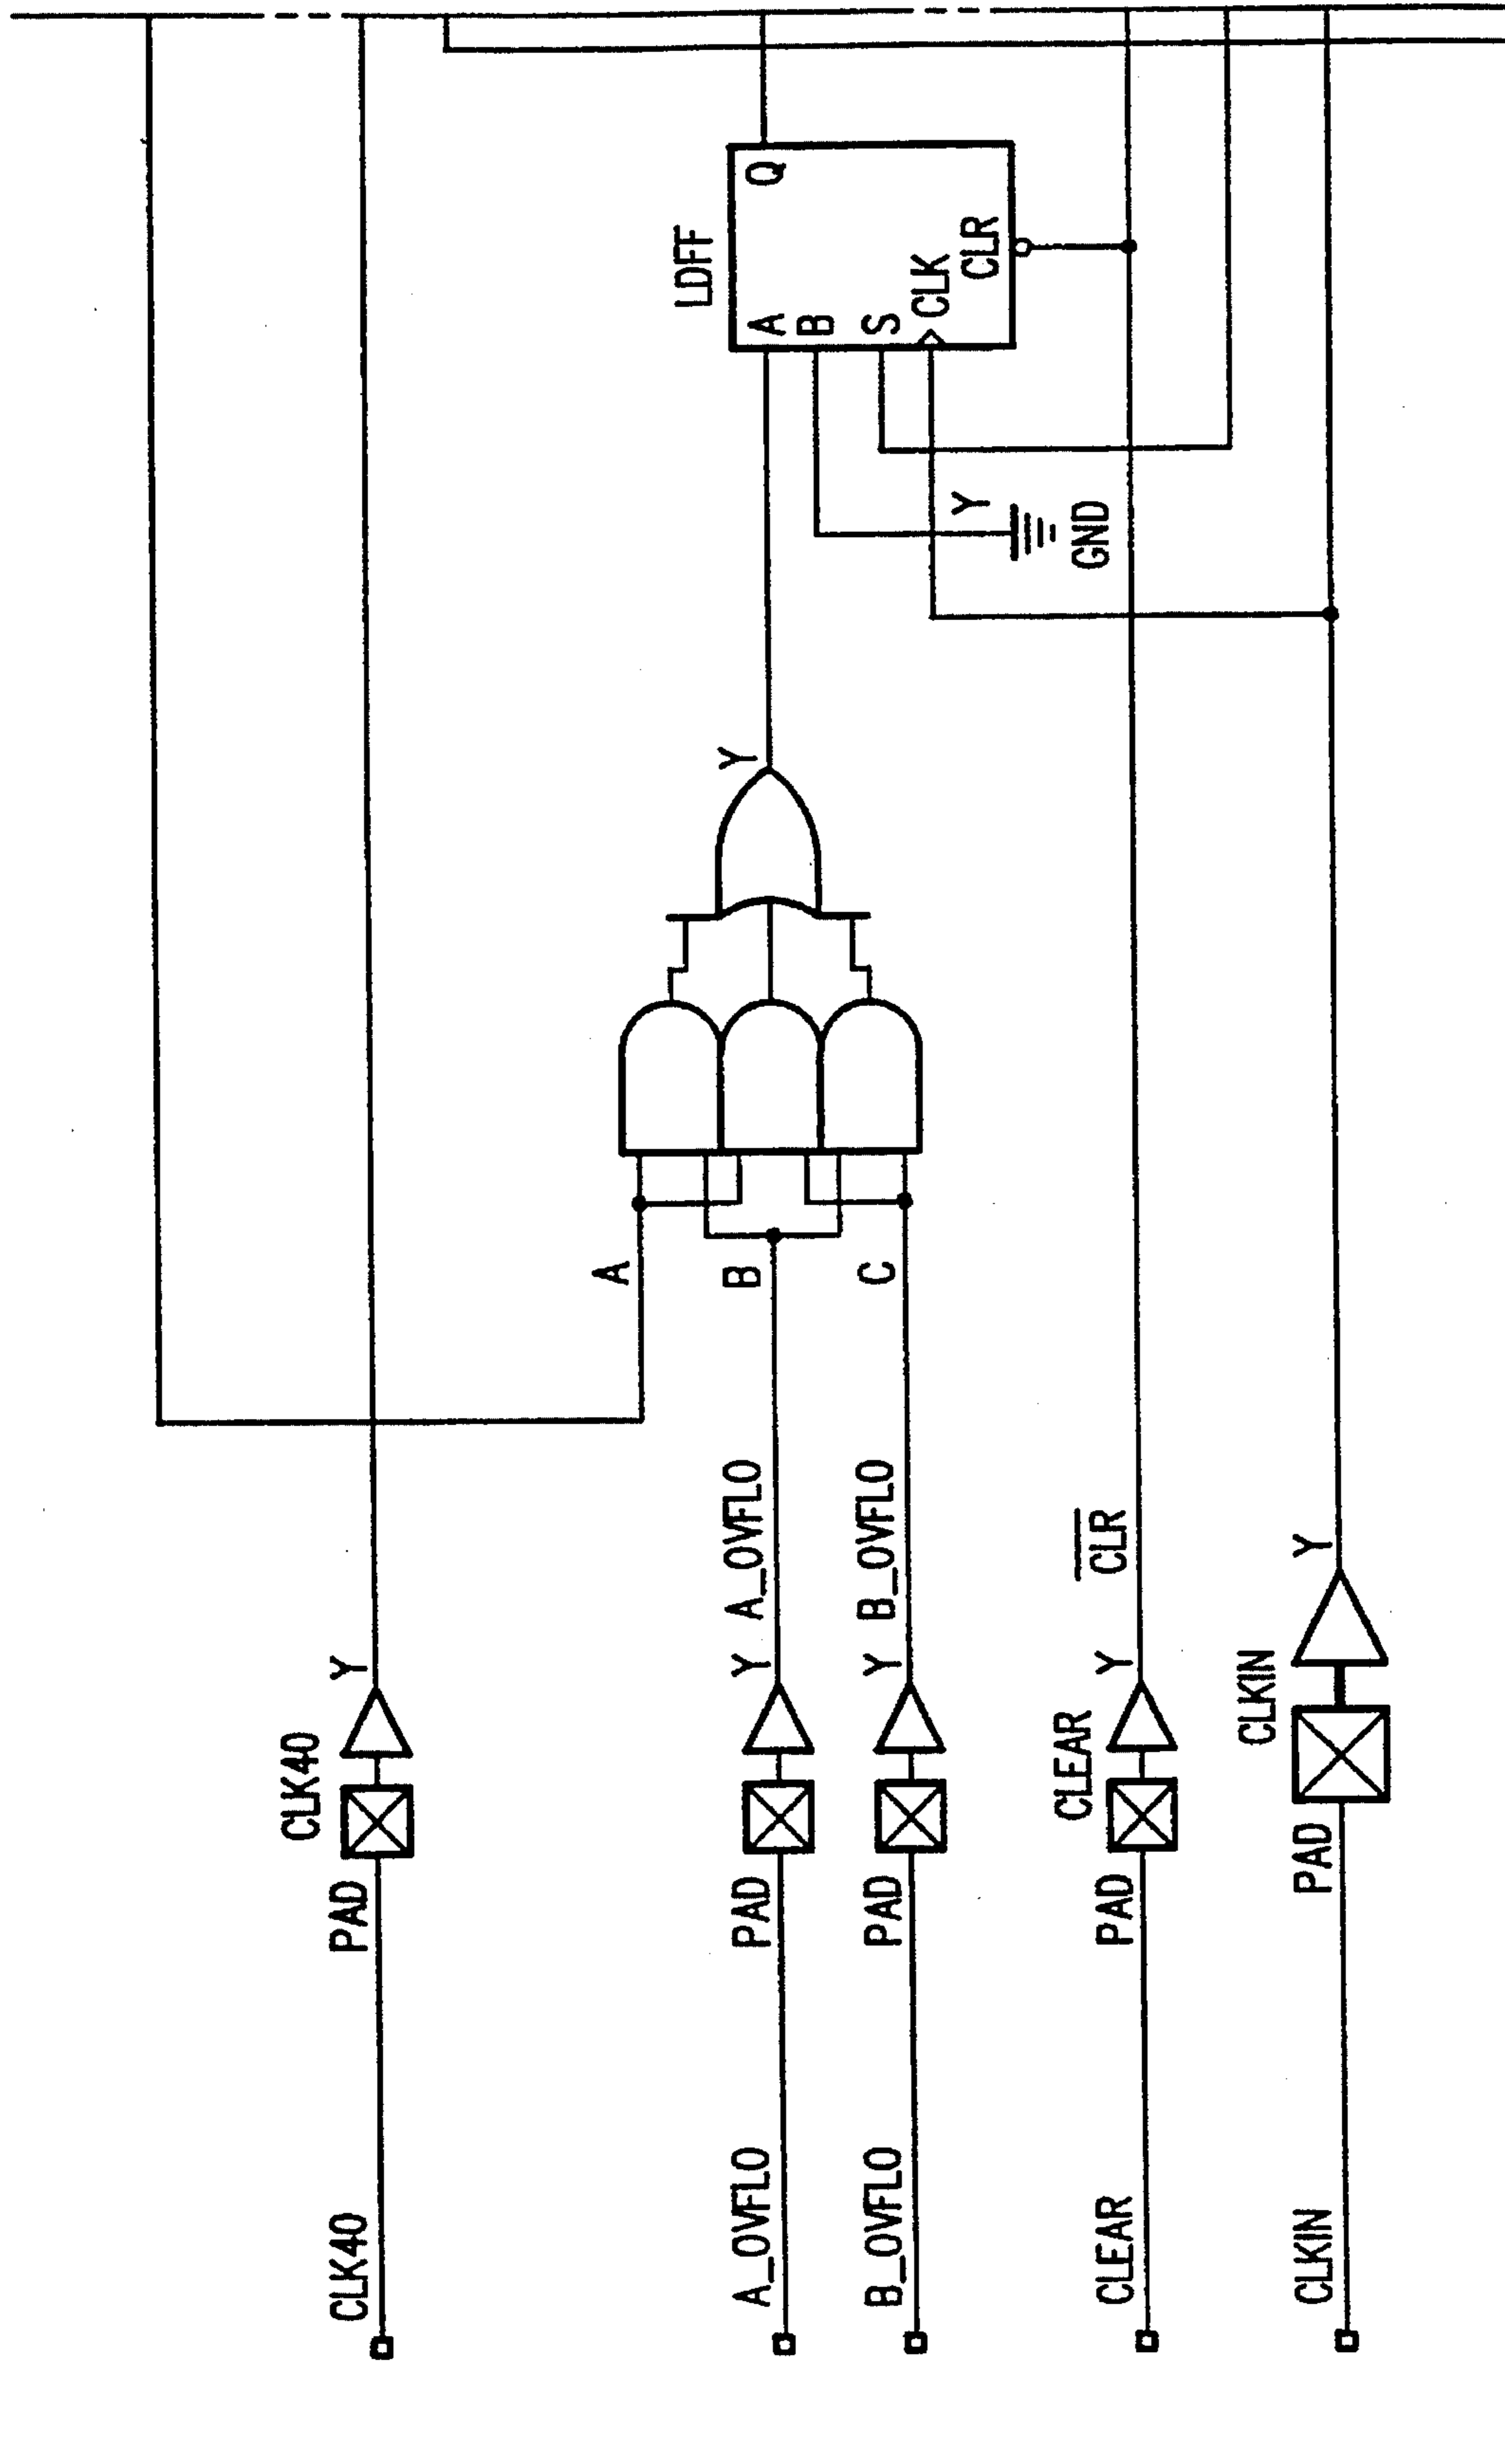 CLK40
PAD
CLK40
Y
A_OVFLO
PAD
Y
A_OVFLO
B_OVFLO
PAD
Y
B_OVFLO
A
B
C
Y
LDFF
A
B
S
CLK
CLR
Q
Y
GND
CLEAR
PAD
CLEAR
Y
C̅L̅R̅
CLKIN
PAD
CLKIN
Y